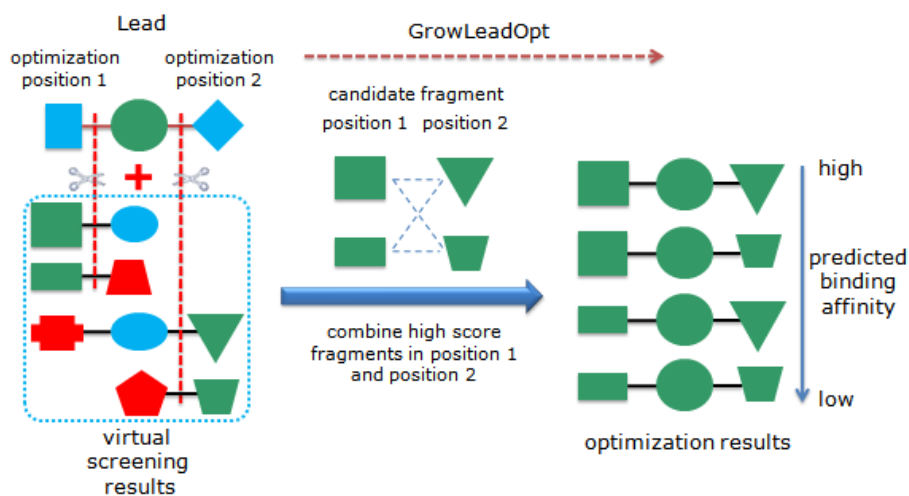 Lead
optimization
position 1
optimization
position 2
GrowLeadOpt
candidate fragment
position 1 position 2
combine high score
fragments in position 1
and position 2
virtual
screening
results
high
predicted
binding
affinity
low
optimization results